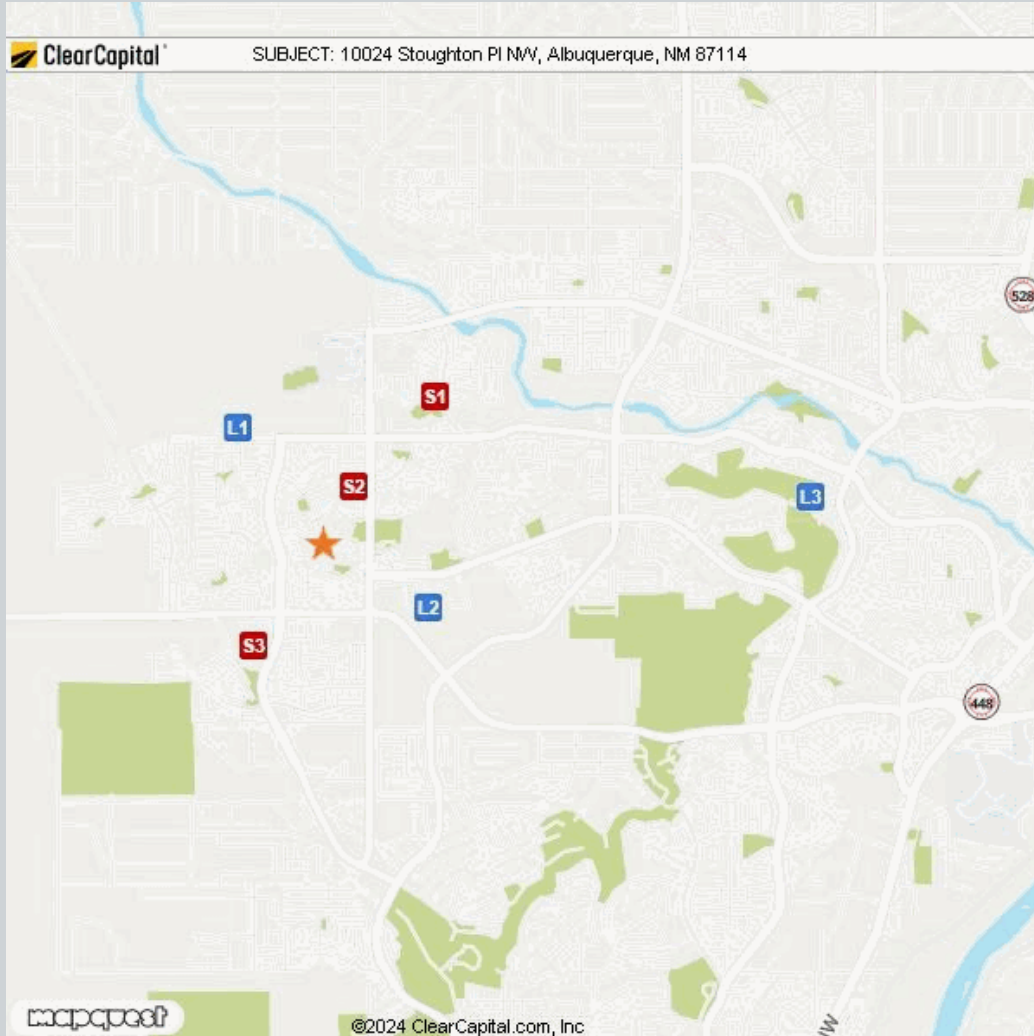 ClearCapital SUBJECT: 10024 Stoughton Pl NW, Albuquerque, NM 87114
528
S1
L1
S2
L3
L2
S3
448
mapquest
©2024 ClearCapital.com, Inc
NW